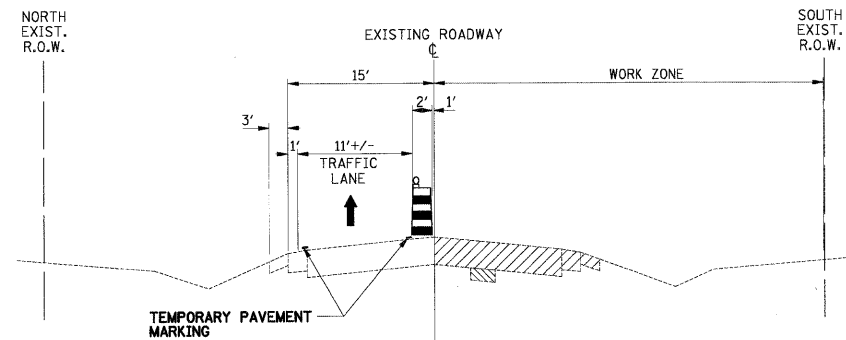 NORTH
EXIST.
R.O.W.
SOUTH
EXIST.
R.O.W.
EXISTING ROADWAY
℄
15'
WORK ZONE
2'
1'
3'
1'
11'+/-
TRAFFIC
LANE
TEMPORARY PAVEMENT
MARKING